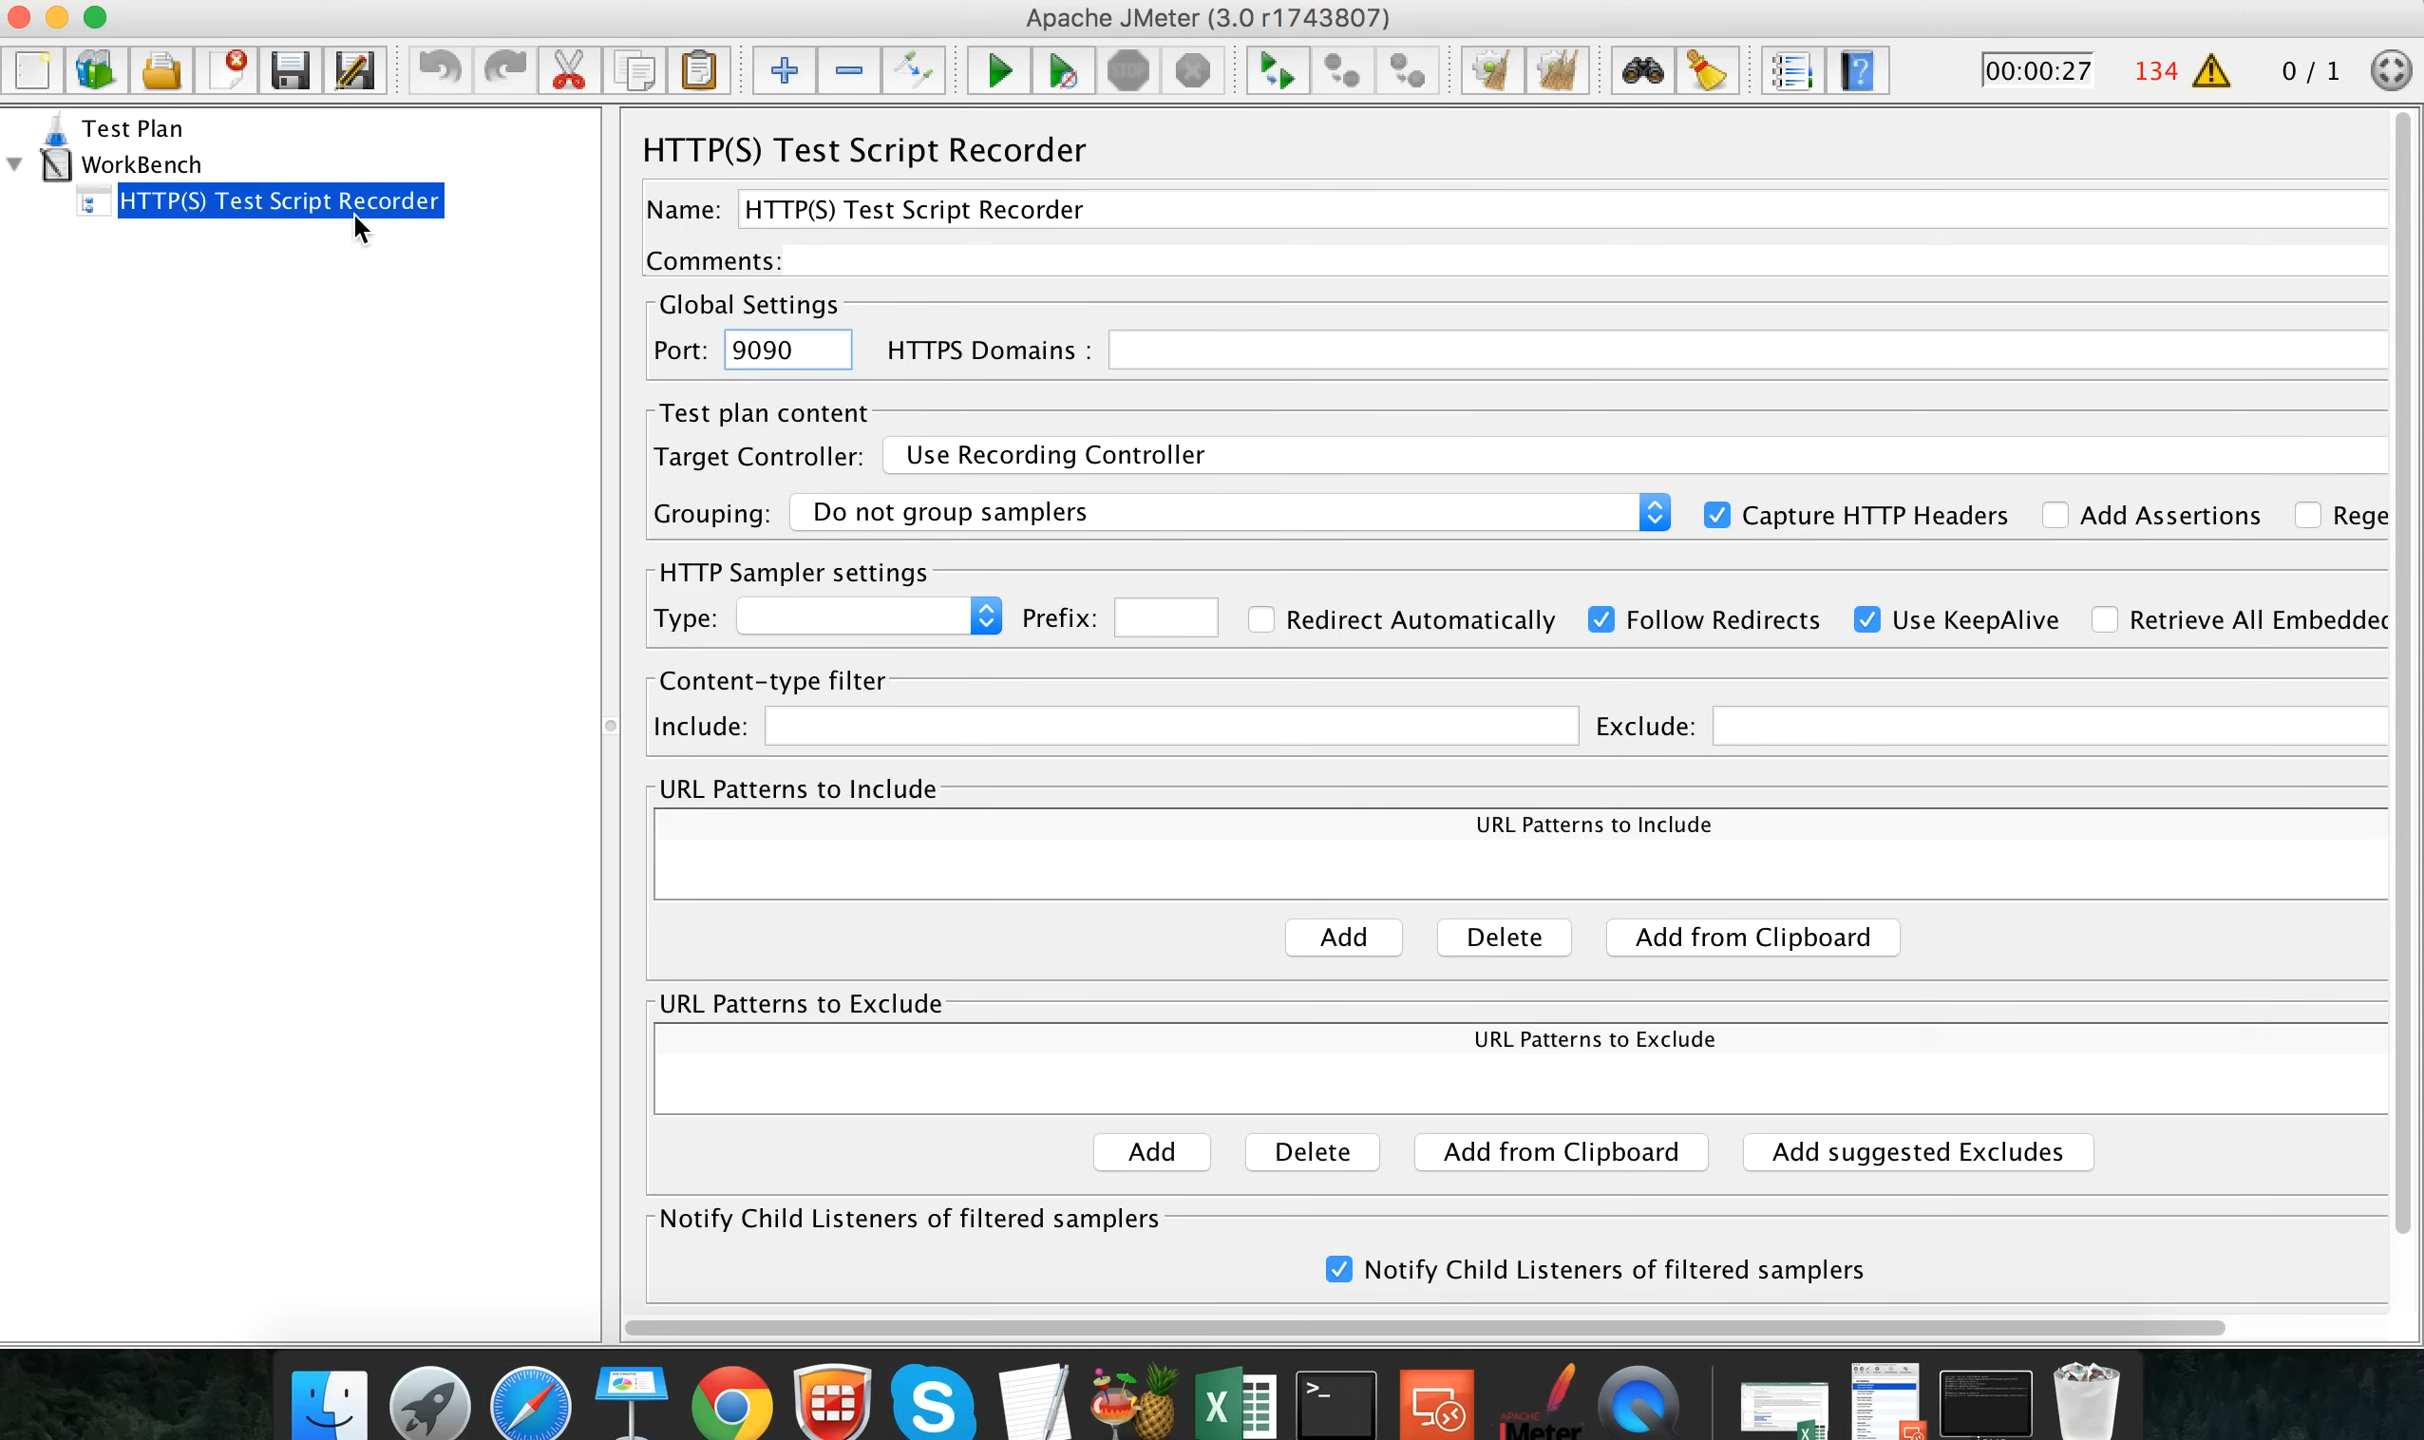 Apache JMeter (3.0 r1743807)
STOP
00:00:27 134 0 / 1
Test Plan
WorkBench
HTTP(S) Test Script Recorder
HTTP(S) Test Script Recorder
Name: HTTP(S) Test Script Recorder
Comments:
Global Settings
Port: 9090 HTTPS Domains :
Test plan content
Target Controller: Use Recording Controller
Grouping: Do not group samplers Capture HTTP Headers Add Assertions Rege
HTTP Sampler settings
Type: Prefix: Redirect Automatically Follow Redirects Use KeepAlive Retrieve All Embedded
Content-type filter
Include: Exclude:
URL Patterns to Include
URL Patterns to Include
Add Delete Add from Clipboard
URL Patterns to Exclude
URL Patterns to Exclude
Add Delete Add from Clipboard Add suggested Excludes
Notify Child Listeners of filtered samplers
Notify Child Listeners of filtered samplers
APACHE
Meter